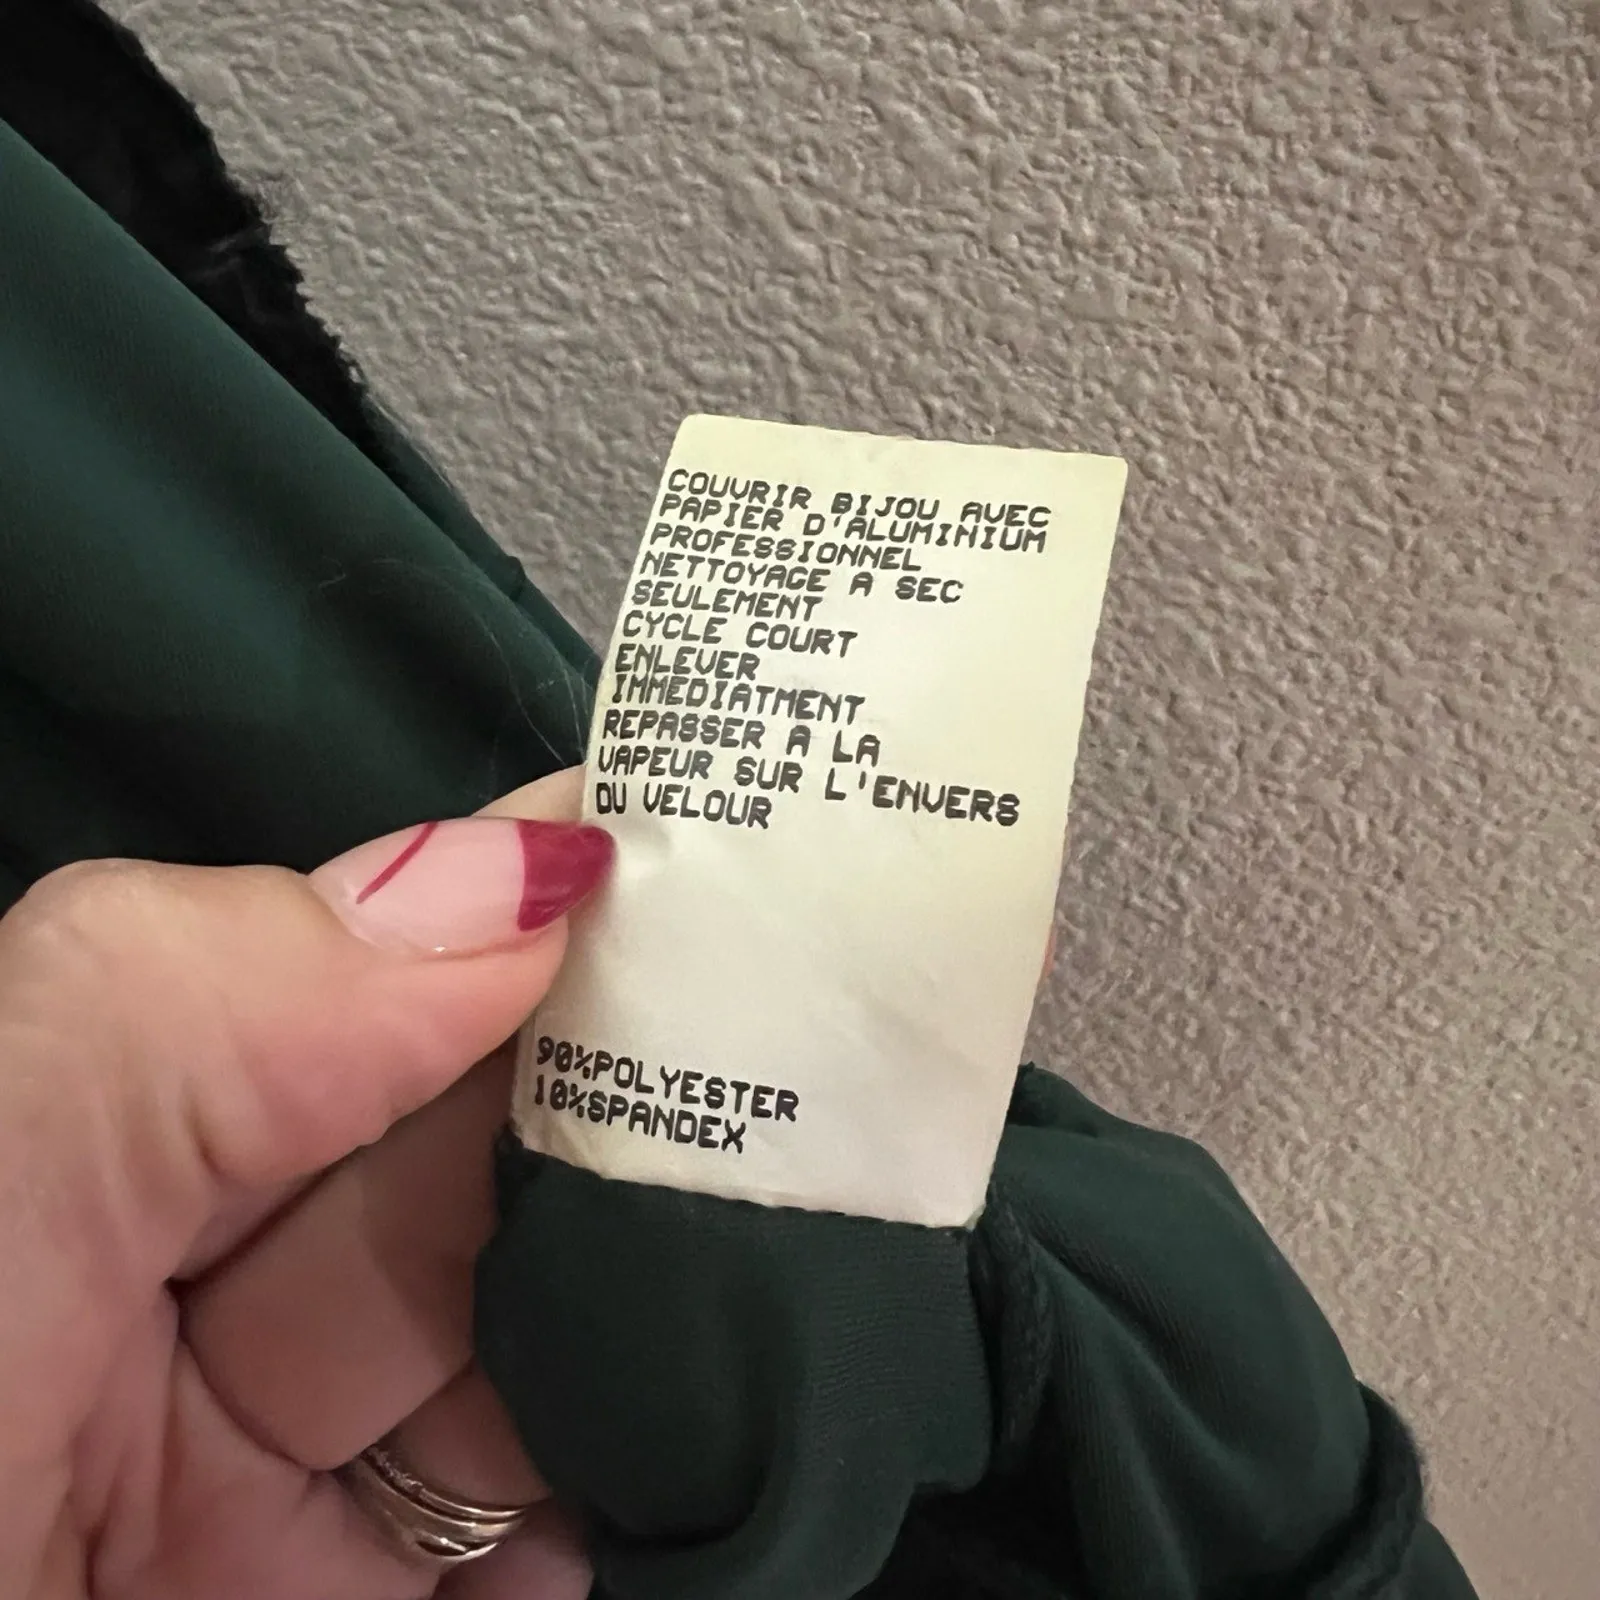 COUVRIR BIJOU AVEC
PAPIER D'ALUMINIUM
PROFESSIONNEL
NETTOYAGE A SEC
SEULEMENT
CYCLE COURT
ENLEVER
IMMEDIATMENT
REPASSER A LA
VAPEUR SUR L'ENVERS
DU VELOUR
90%POLYESTER
10%SPANDEX